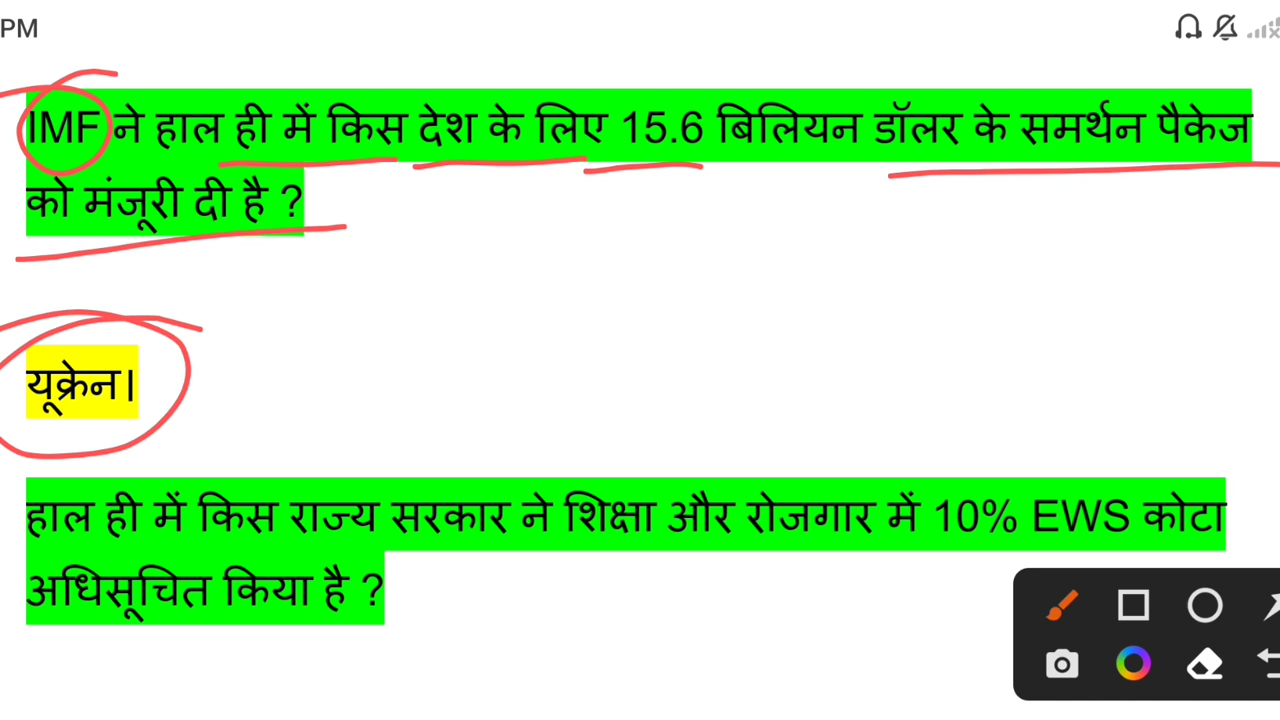 PM
IMF ने हाल ही में किस देश के लिए 15.6 बिलियन डॉलर के समर्थन पैकेज
को मंजूरी दी है ?
यूक्रेन।
हाल ही में किस राज्य सरकार ने शिक्षा और रोजगार में 10% EWS कोटा
अधिसूचित किया है ?